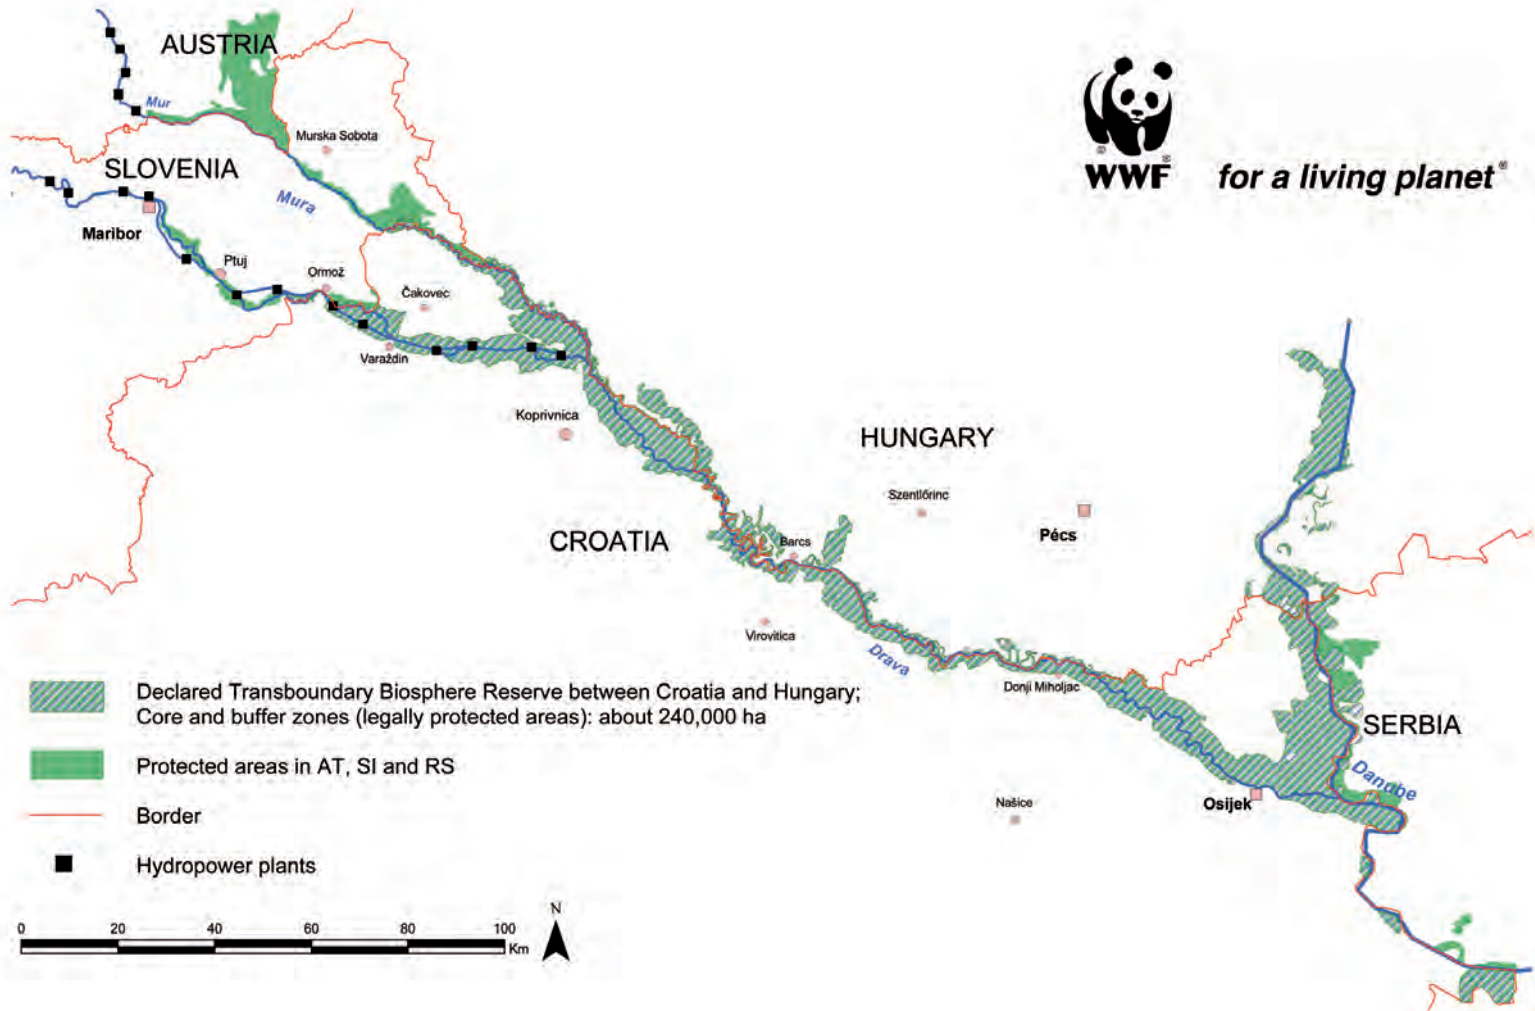 AUSTRIA
Mur
Murska Sobota
SLOVENIA
Mura
Maribor
Ptuj
Ormož
Čakovec
Varaždin
WWF
®
®
for a living planet®
Koprivnica
HUNGARY
Szentlőrinc
Pécs
CROATIA
Barcs
Virovitica
Drava
Donji Miholjac
SERBIA
Danube
Osijek
Našice
Declared Transboundary Biosphere Reserve between Croatia and Hungary;
Core and buffer zones (legally protected areas): about 240,000 ha
Protected areas in AT, SI and RS
Border
Hydropower plants
0 20 40 60 80 100
Km
N